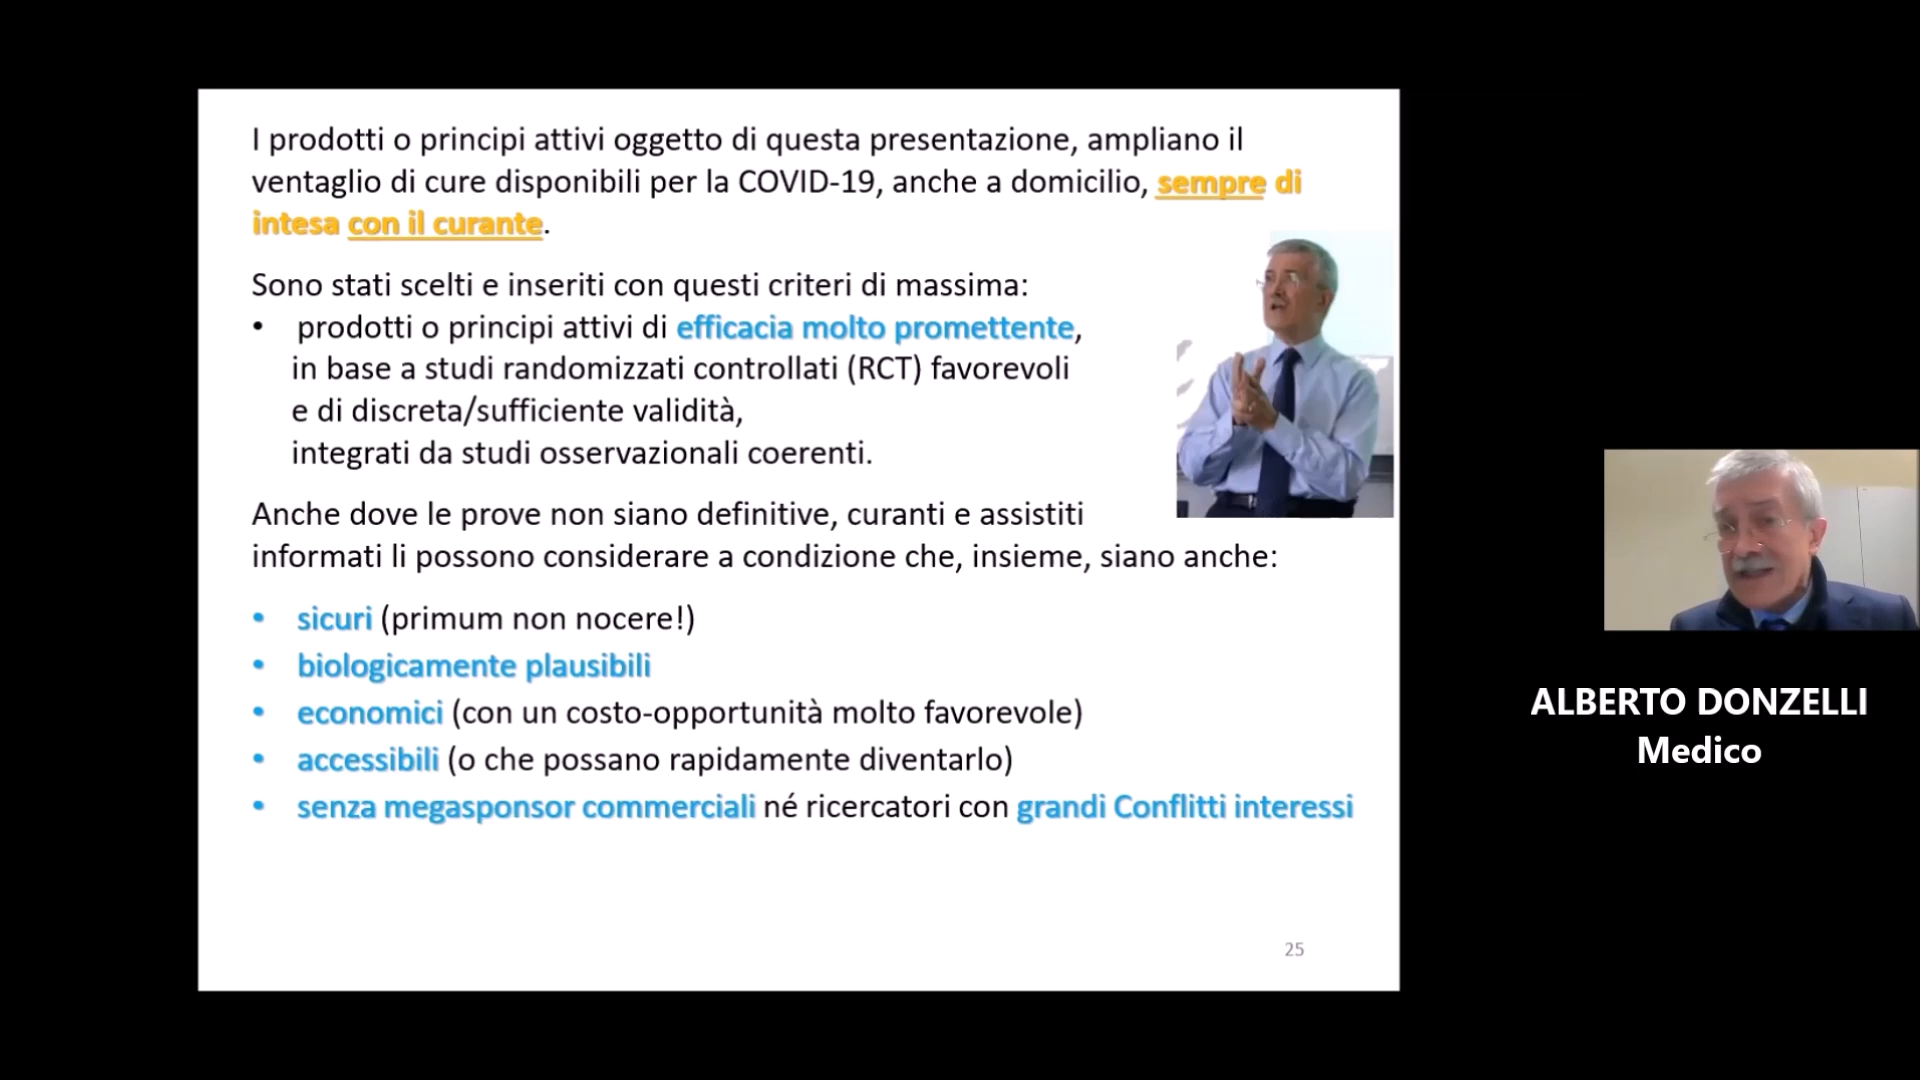 I prodotti o principi attivi oggetto di questa presentazione, ampliano il
ventaglio di cure disponibili per la COVID-19, anche a domicilio, sempre di
intesa con il curante.
Sono stati scelti e inseriti con questi criteri di massima:
• prodotti o principi attivi di efficacia molto promettente,
in base a studi randomizzati controllati (RCT) favorevoli
e di discreta/sufficiente validità,
integrati da studi osservazionali coerenti.
Anche dove le prove non siano definitive, curanti e assistiti
informati li possono considerare a condizione che, insieme, siano anche:
• sicuri (primum non nocere!)
• biologicamente plausibili
• economici (con un costo-opportunità molto favorevole)
• accessibili (o che possano rapidamente diventarlo)
• senza megasponsor commerciali né ricercatori con grandi Conflitti interessi
25
ALBERTO DONZELLI
Medico